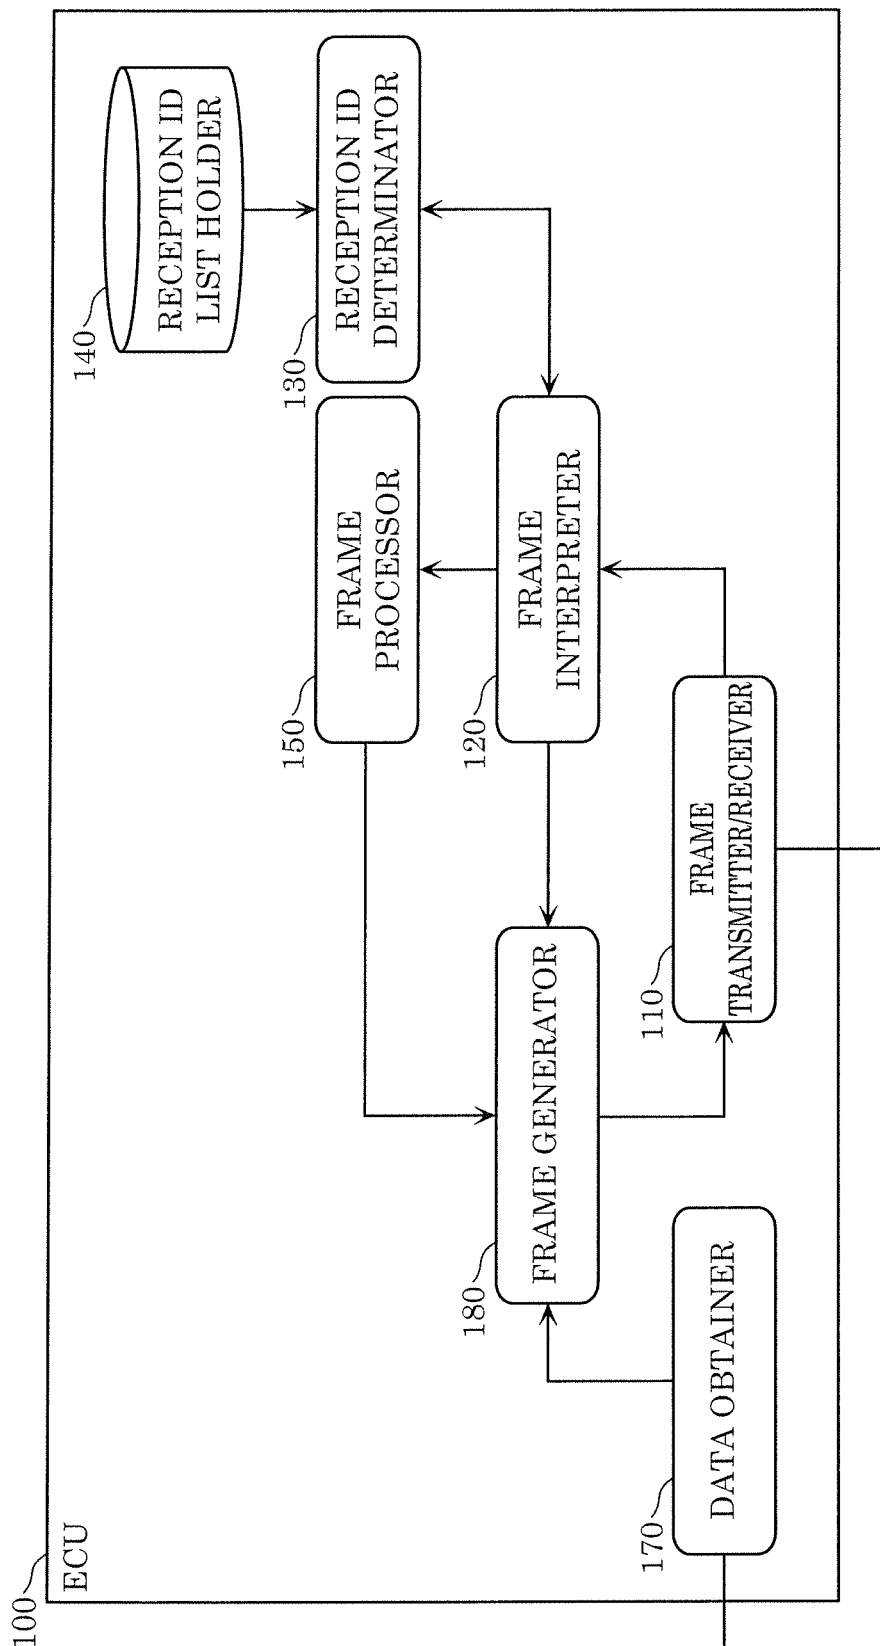 100
ECU
140
RECEPTION ID
LIST HOLDER
150
FRAME
PROCESSOR
130
RECEPTION ID
DETERMINATOR
180
FRAME GENERATOR
120
FRAME
INTERPRETER
170
DATA OBTAINER
110
FRAME
TRANSMITTER/RECEIVER